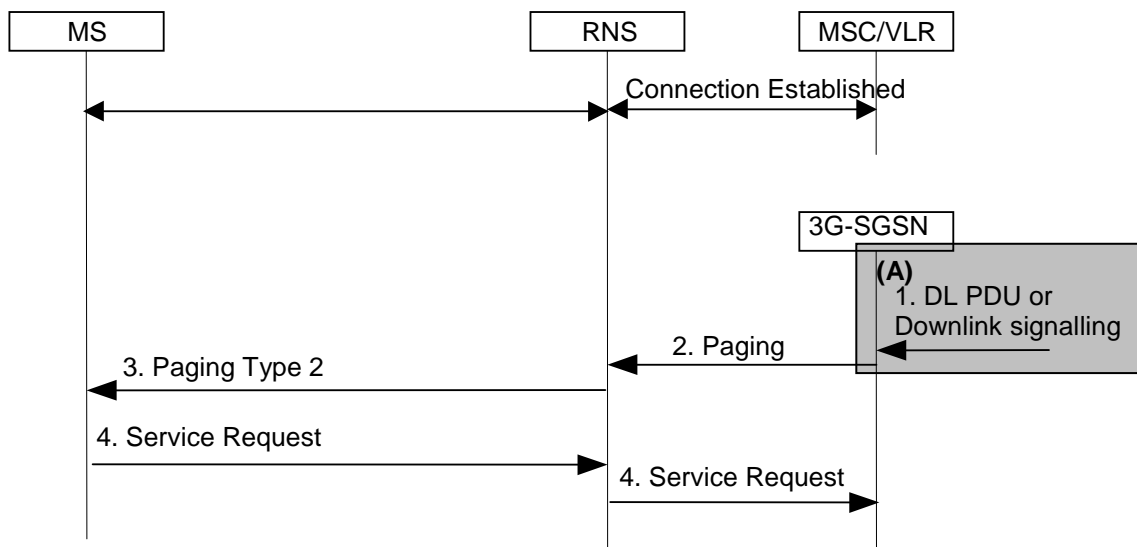 MS
RNS
MSC/VLR
Connection Established
3G-SGSN
(A)
1. DL PDU or
Downlink signalling
2. Paging
3. Paging Type 2
4. Service Request
4. Service Request